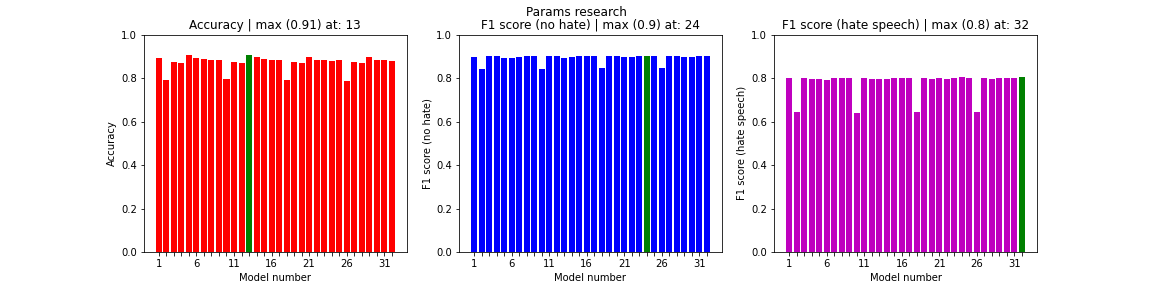 Params research
Accuracy | max (0.91) at: 13
F1 score (no hate) | max (0.9) at: 24
F1 score (hate speech) | max (0.8) at: 32
1.0
0.8
0.6
0.4
0.2
0.0
Accuracy
1 6 11 16 21 26 31
Model number
1.0
0.8
0.6
0.4
0.2
0.0
F1 score (no hate)
1 6 11 16 21 26 31
Model number
1.0
0.8
0.6
0.4
0.2
0.0
F1 score (hate speech)
1 6 11 16 21 26 31
Model number